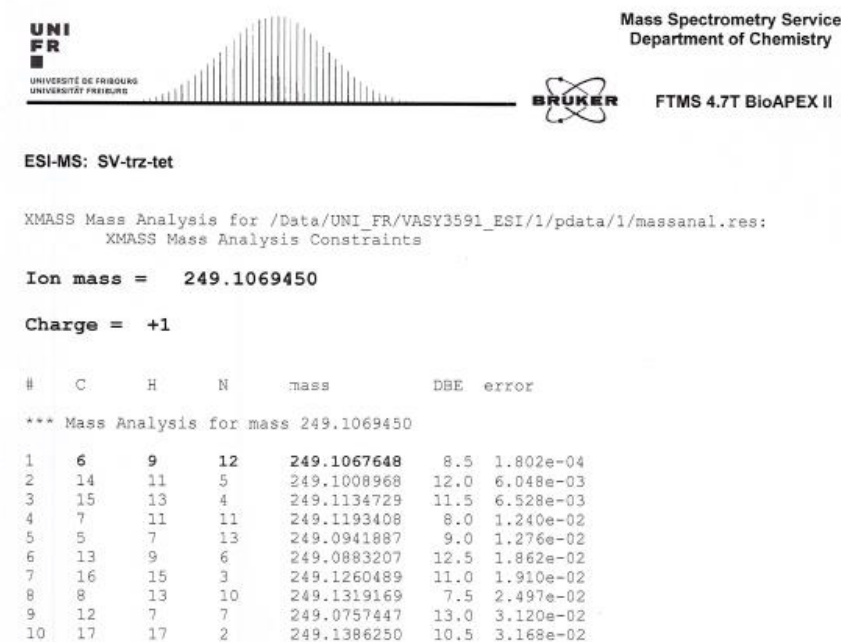 UNI
FR
UNIVERSITÉ DE FRIBOURG
UNIVERSITÄT FREIBURG
Mass Spectrometry Service
Department of Chemistry
BRUKER
FTMS 4.7T BioAPEX II
ESI-MS: SV-trz-tet
XMASS Mass Analysis for /Data/UNI_FR/VASY3591_ESI/1/pdata/1/massanal.res:
XMASS Mass Analysis Constraints
Ion mass = 249.1069450
Charge = +1
# C H N mass DBE error
*** Mass Analysis for mass 249.1069450
1 6 9 12 249.1067648 8.5 1.802e-04
2 14 11 5 249.1008968 12.0 6.048e-03
3 15 13 4 249.1134729 11.5 6.528e-03
4 7 11 11 249.1193408 8.0 1.240e-02
5 5 7 13 249.0941887 9.0 1.276e-02
6 13 9 6 249.0883207 12.5 1.862e-02
7 16 15 3 249.1260489 11.0 1.910e-02
8 8 13 10 249.1319169 7.5 2.497e-02
9 12 7 7 249.0757447 13.0 3.120e-02
10 17 17 2 249.1386250 10.5 3.168e-02